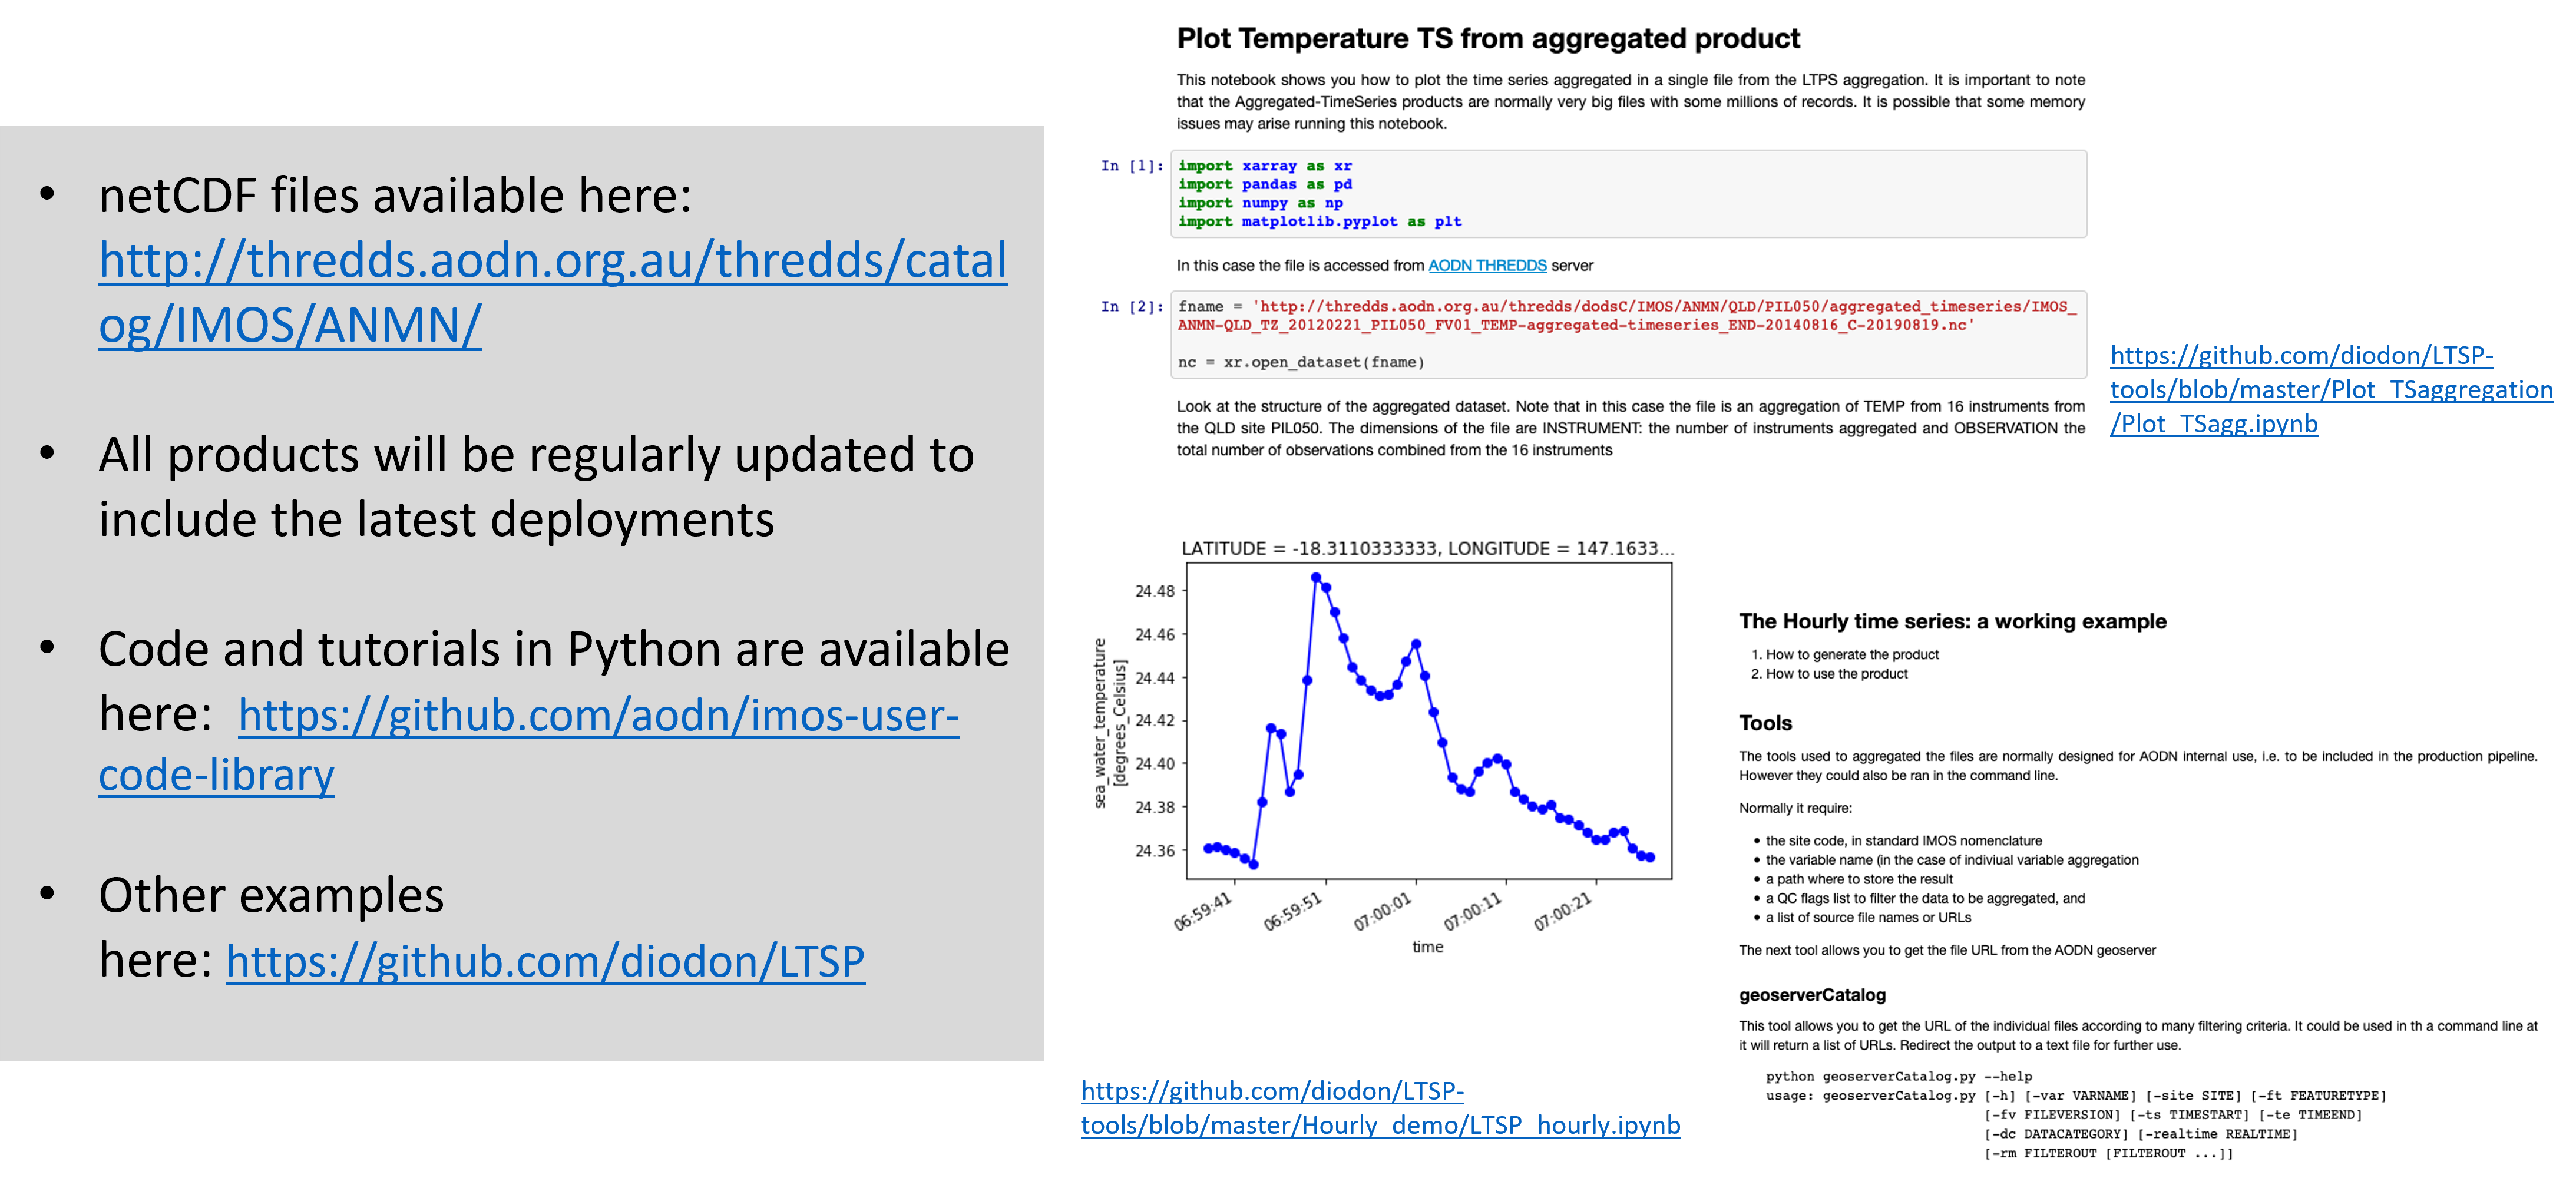 • netCDF files available here:
http://thredds.aodn.org.au/thredds/catal
og/IMOS/ANMN/
• All products will be regularly updated to
include the latest deployments
• Code and tutorials in Python are available
here: https://github.com/aodn/imos-user-
code-library
• Other examples
here: https://github.com/diodon/LTSP
Plot Temperature TS from aggregated product
This notebook shows you how to plot the time series aggregated in a single file from the LTPS aggregation. It is important to note
that the Aggregated-TimeSeries products are normally very big files with some millions of records. It is possible that some memory
issues may arise running this notebook.
In [1]: import xarray as xr
import pandas as pd
import numpy as np
import matplotlib.pyplot as plt
In this case the file is accessed from AODN THREDDS server
In [2]: fname = 'http://thredds.aodn.org.au/thredds/dodsC/IMOS/ANMN/QLD/PIL050/aggregated_timeseries/IMOS_
ANMN-QLD_TZ_20120221_PIL050_FV01_TEMP-aggregated-timeseries_END-20140816_C-20190819.nc'
nc = xr.open_dataset(fname)
Look at the structure of the aggregated dataset. Note that in this case the file is an aggregation of TEMP from 16 instruments from
the QLD site PIL050. The dimensions of the file are INSTRUMENT: the number of instruments aggregated and OBSERVATION the
total number of observations combined from the 16 instruments
https://github.com/diodon/LTSP-
tools/blob/master/Plot_TSaggregation
/Plot_TSagg.ipynb
LATITUDE = -18.3110333333, LONGITUDE = 147.1633...
sea_water_temperature
[degrees_Celsius]
24.48
24.46
24.44
24.42
24.40
24.38
24.36
06:59:41
06:59:51
07:00:01
07:00:11
07:00:21
time
https://github.com/diodon/LTSP-
tools/blob/master/Hourly_demo/LTSP_hourly.ipynb
The Hourly time series: a working example
1. How to generate the product
2. How to use the product
Tools
The tools used to aggregated the files are normally designed for AODN internal use, i.e. to be included in the production pipeline.
However they could also be ran in the command line.
Normally it require:
• the site code, in standard IMOS nomenclature
• the variable name (in the case of indiviual variable aggregation
• a path where to store the result
• a QC flags list to filter the data to be aggregated, and
• a list of source file names or URLs
The next tool allows you to get the file URL from the AODN geoserver
geoserverCatalog
This tool allows you to get the URL of the individual files according to many filtering criteria. It could be used in th a command line at
it will return a list of URLs. Redirect the output to a text file for further use.
python geoserverCatalog.py --help
usage: geoserverCatalog.py [-h] [-var VARNAME] [-site SITE] [-ft FEATURETYPE]
[-fv FILEVERSION] [-ts TIMESTART] [-te TIMEEND]
[-dc DATACATEGORY] [-realtime REALTIME]
[-rm FILTEROUT [FILTEROUT ...]]